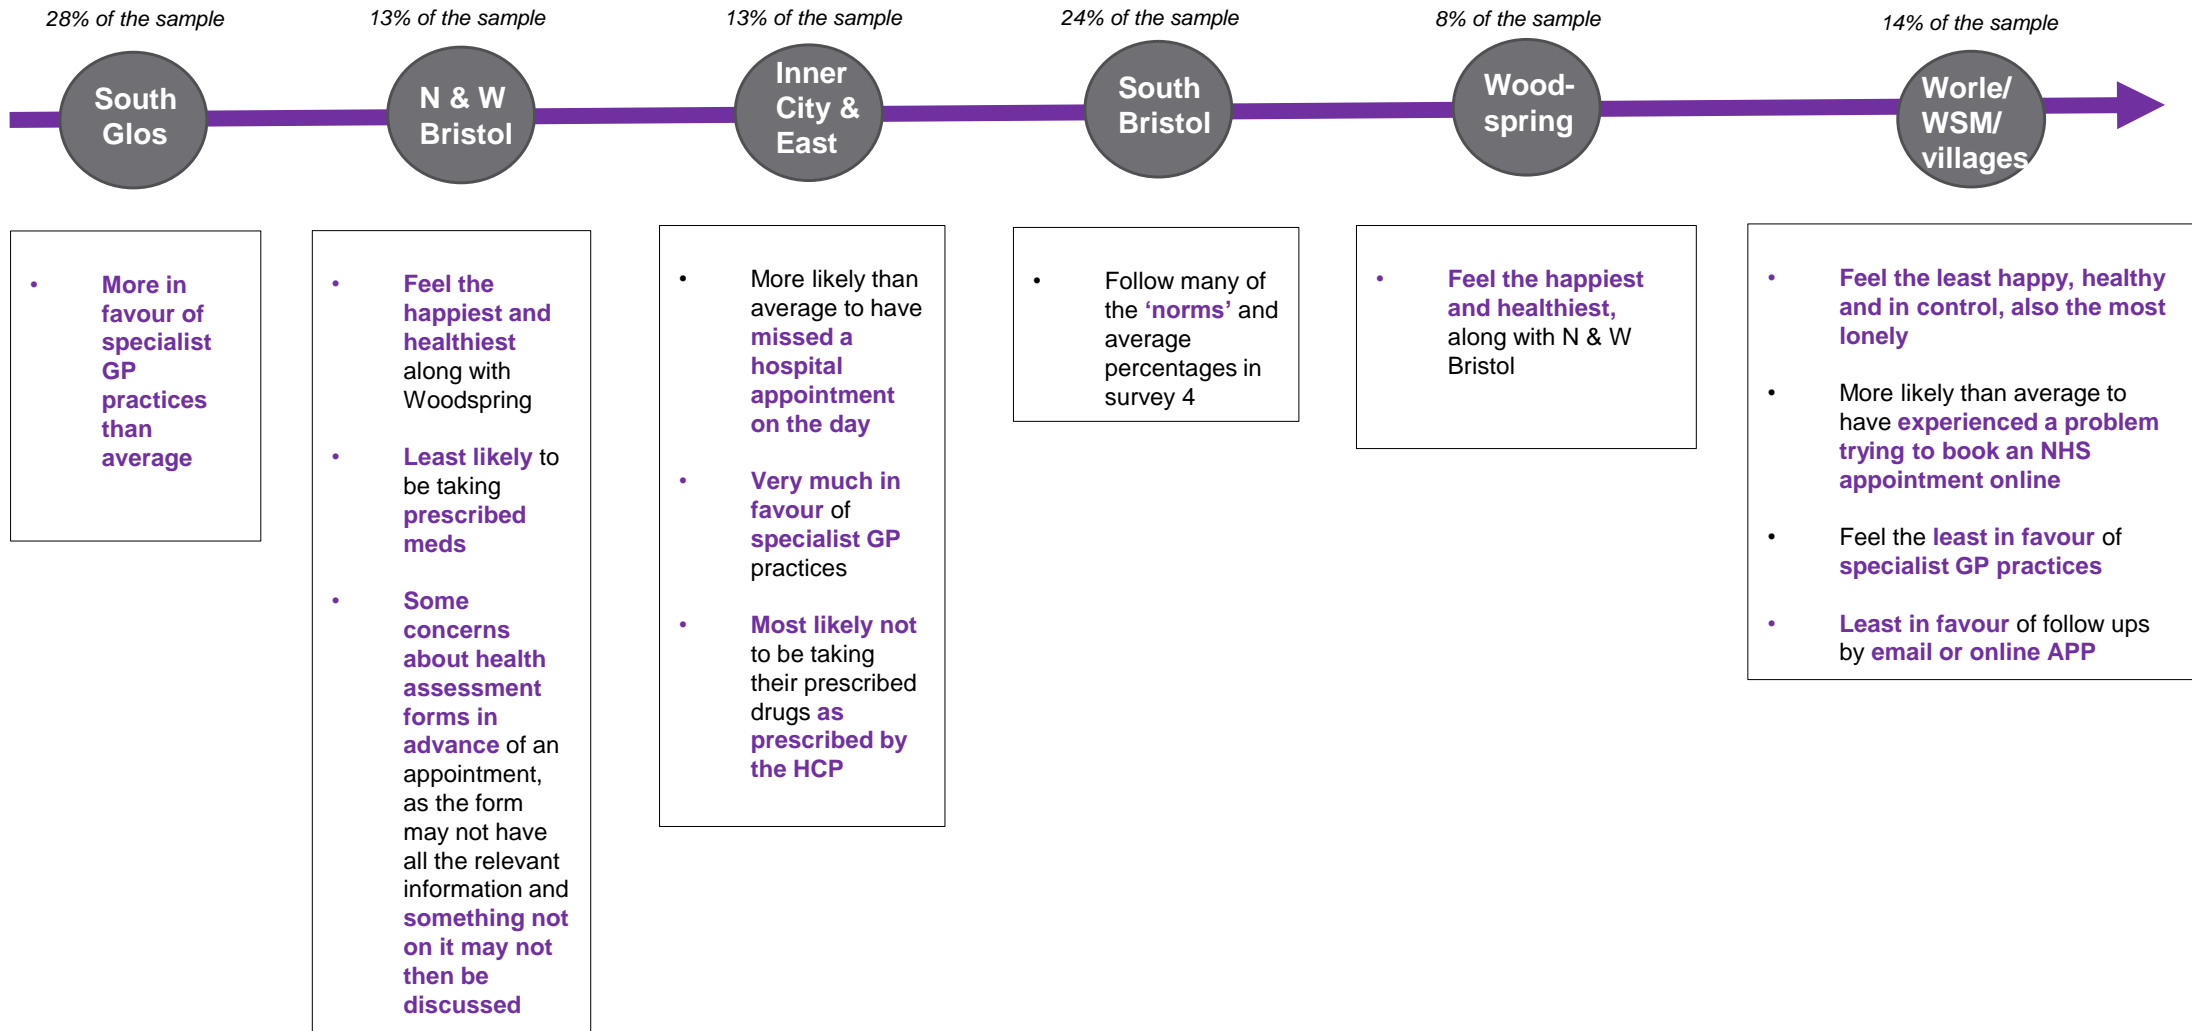 28% of the sample
13% of the sample
13% of the sample
24% of the sample
8% of the sample
14% of the sample
South
Glos
N & W
Bristol
Inner
City &
East
South
Bristol
Wood-
spring
Worle/
WSM/
villages
• More in
favour of
specialist
GP
practices
than
average
• Feel the
happiest and
healthiest
along with
Woodspring
• Least likely to
be taking
prescribed
meds
• Some
concerns
about health
assessment
forms in
advance of an
appointment,
as the form
may not have
all the relevant
information and
something not
on it may not
then be
discussed
• More likely than
average to have
missed a
hospital
appointment
on the day
• Very much in
favour of
specialist GP
practices
• Most likely not
to be taking
their prescribed
drugs as
prescribed by
the HCP
• Follow many of
the ‘norms’ and
average
percentages in
survey 4
• Feel the happiest
and healthiest,
along with N & W
Bristol
• Feel the least happy, healthy
and in control, also the most
lonely
• More likely than average to
have experienced a problem
trying to book an NHS
appointment online
• Feel the least in favour of
specialist GP practices
• Least in favour of follow ups
by email or online APP